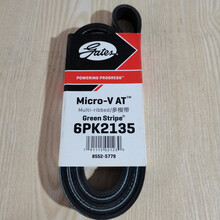 Gates
POWERING PROGRESS™
Micro-V AT™
Multi-ribbed/多楔带
Green Stripe®
6PK2135
8552-5779